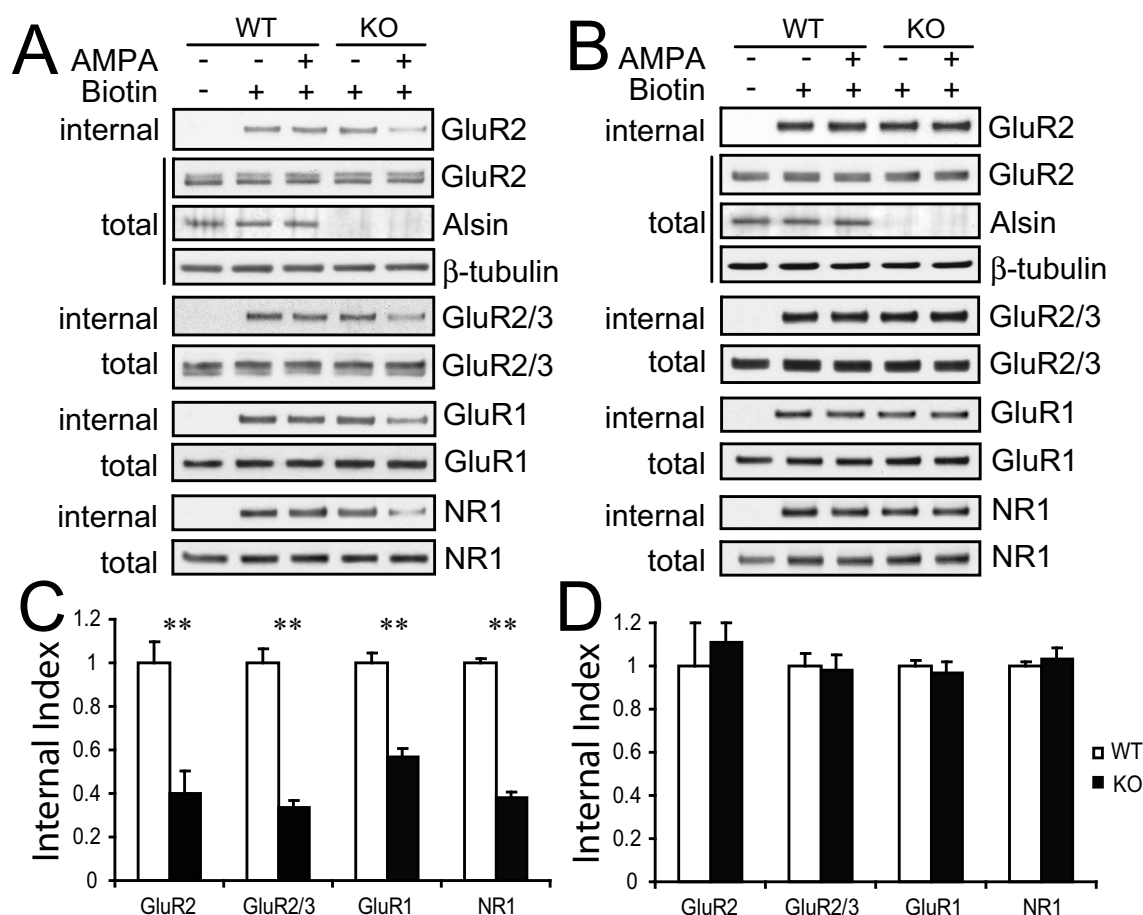 A
WT KO
AMPA - - + - +
Biotin - + + + +
internal GluR2
GluR2
total Alsin
β-tubulin
internal GluR2/3
total GluR2/3
internal GluR1
total GluR1
internal NR1
total NR1
B
WT KO
AMPA - - + - +
Biotin - + + + +
internal GluR2
GluR2
total Alsin
β-tubulin
internal GluR2/3
total GluR2/3
internal GluR1
total GluR1
internal NR1
total NR1
C
Internal Index
1.2
1
0.8
0.6
0.4
0.2
0
** ** ** **
GluR2 GluR2/3 GluR1 NR1
D
Internal Index
1.2
1
0.8
0.6
0.4
0.2
0
GluR2 GluR2/3 GluR1 NR1
WT
KO